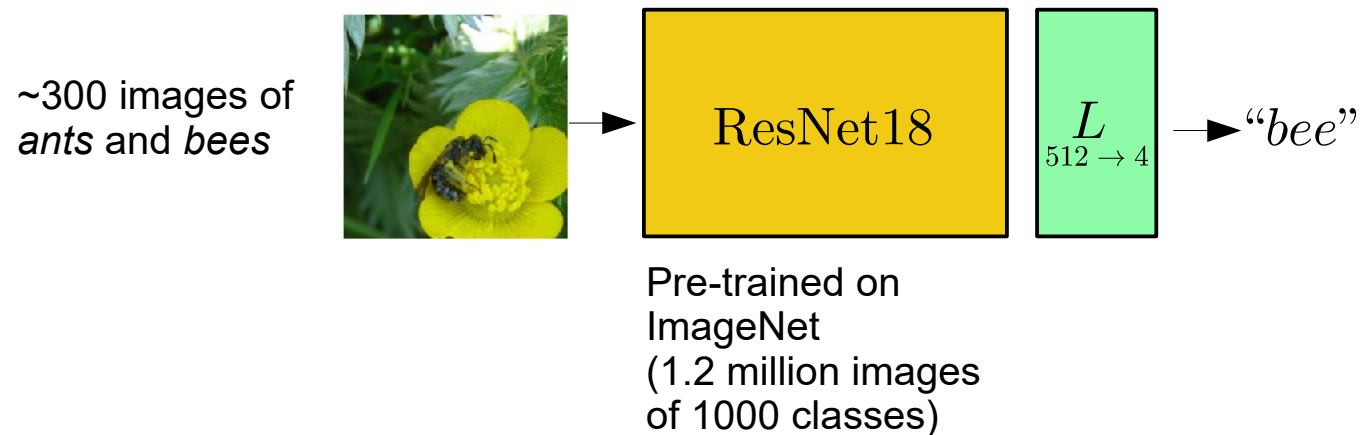 ~300 images of
ants and bees
ResNet18
L
512 → 4
“bee”
Pre-trained on
ImageNet
(1.2 million images
of 1000 classes)